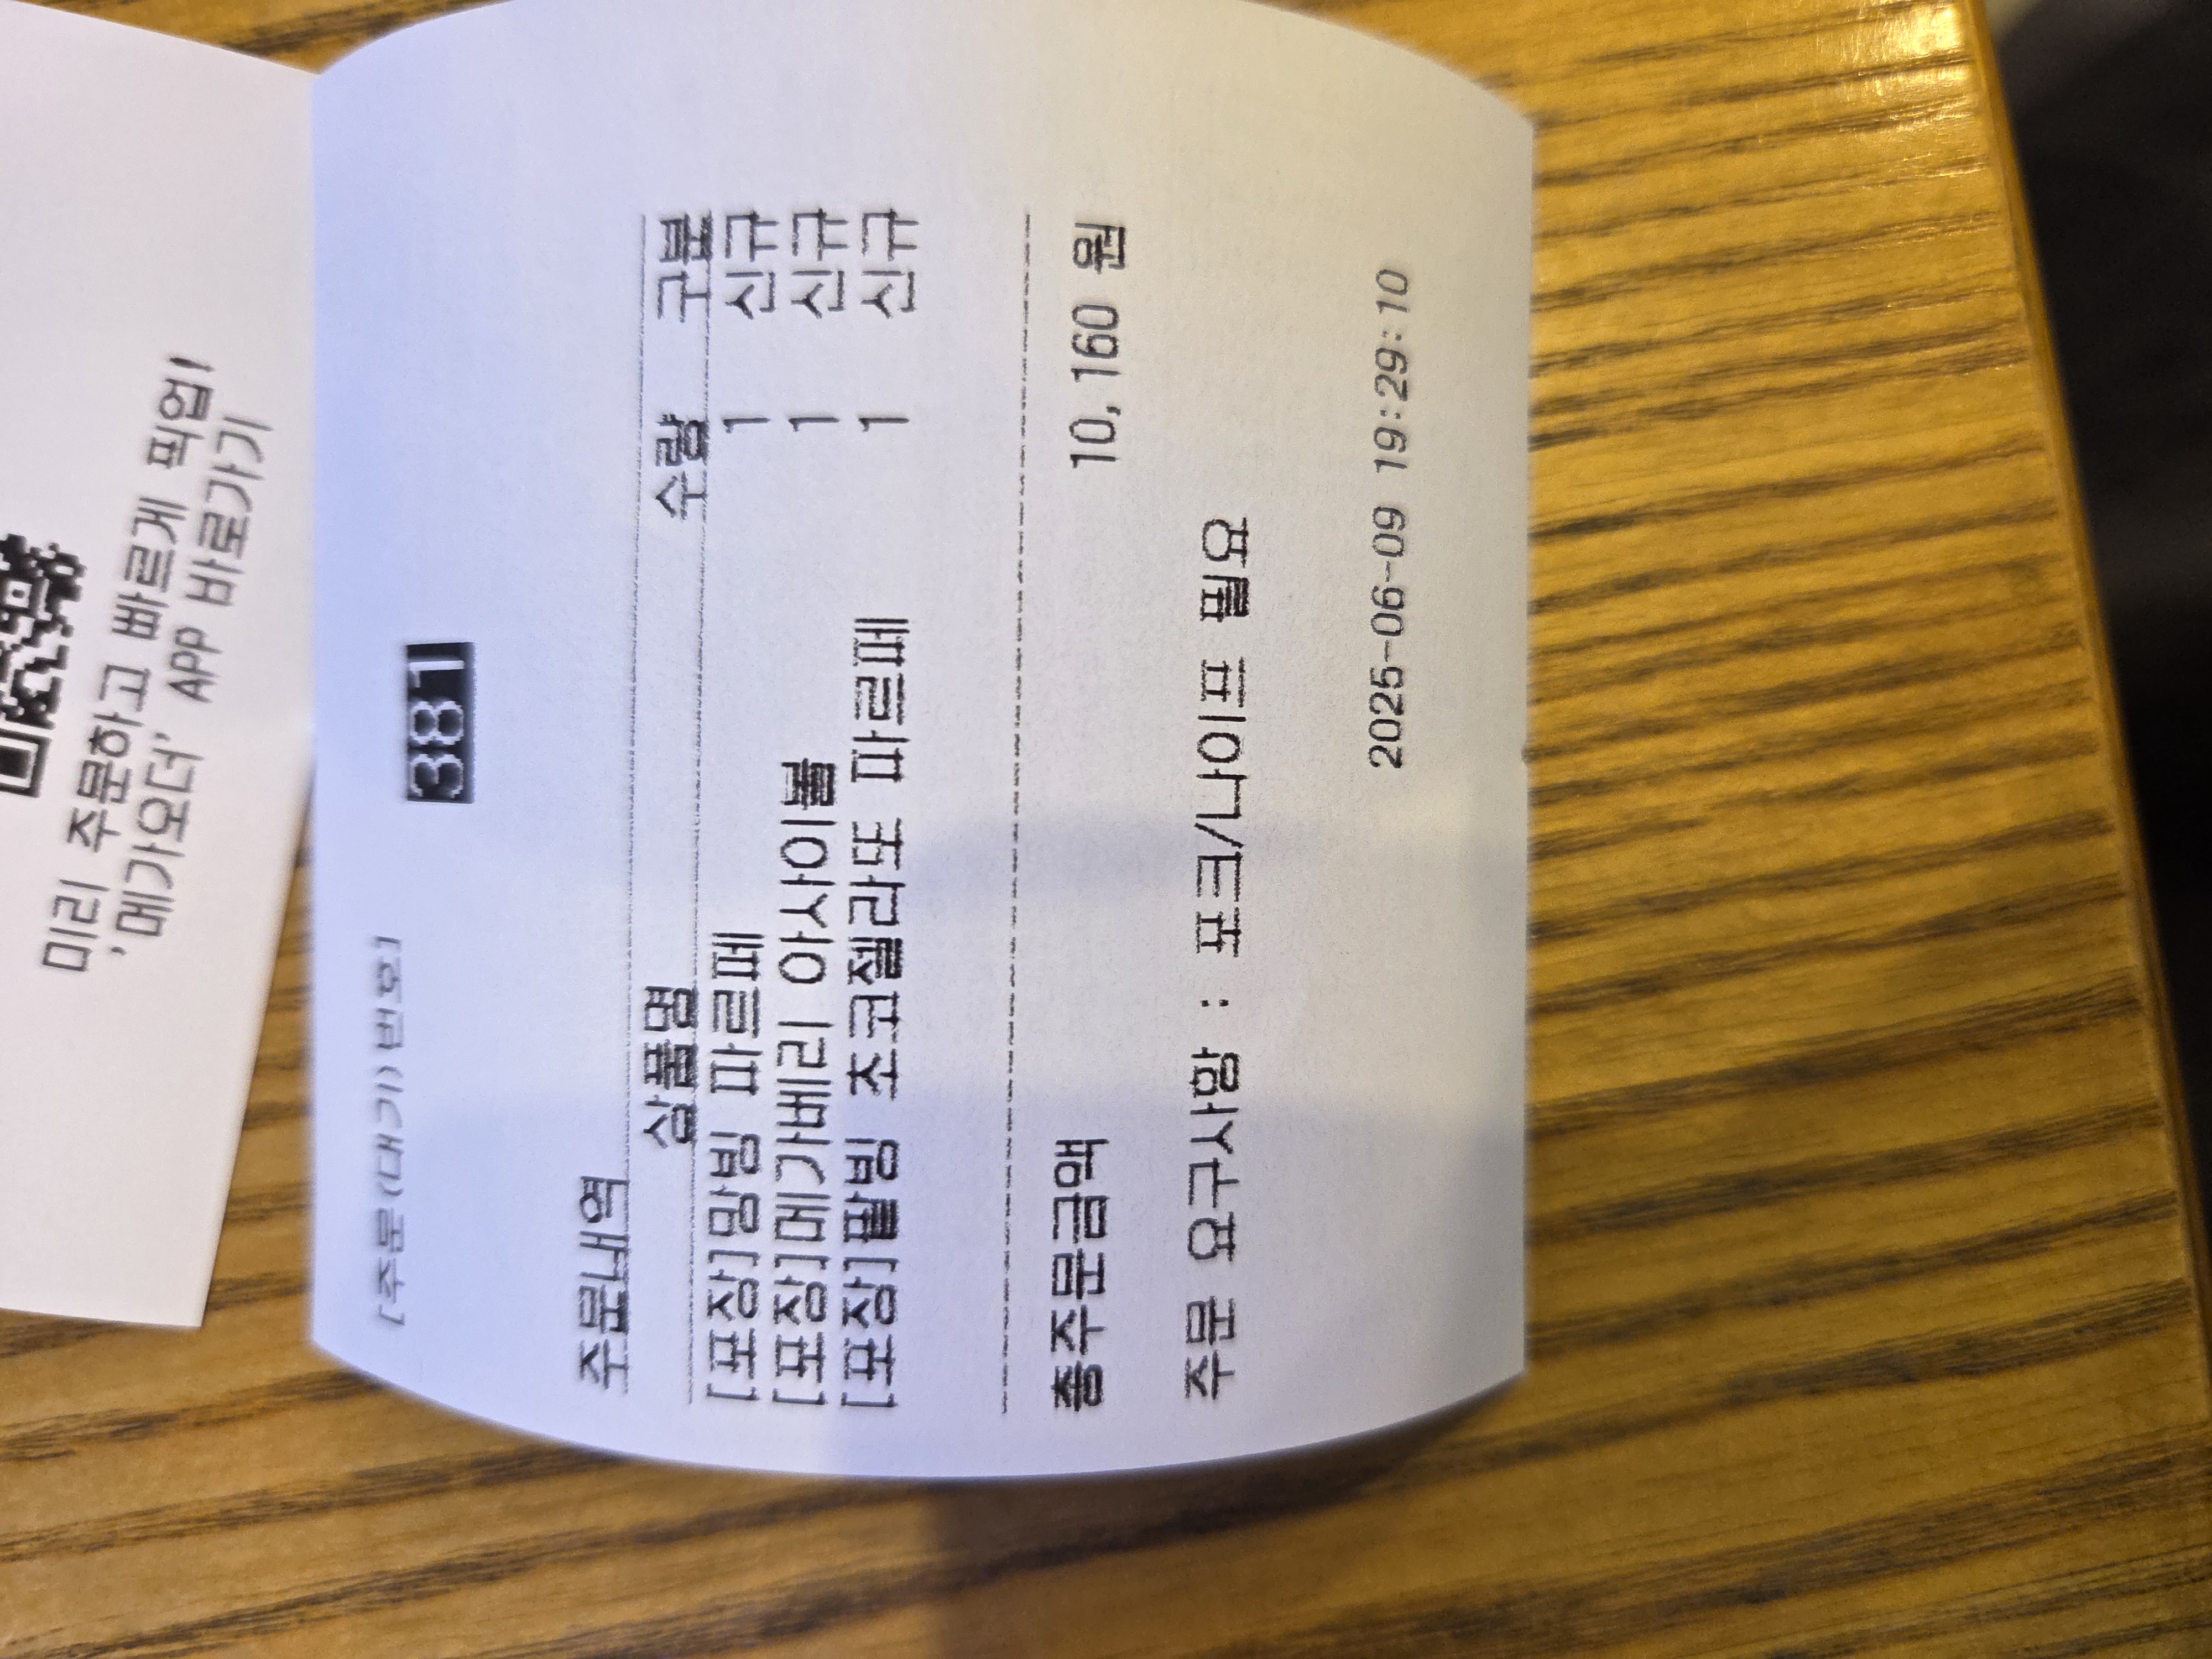 미리 주문하고 빠르게 픽업!
'메가오더' APP 바로가기
[주문(대기)번호]
381
주문내역
상품명 수량 구분
[포장]망빙 파르페 1 신규
[포장]메가베리 아사이볼 1 신규
[포장]팥빙 초코젤라또 파르페 1 신규
총주문금액 10,160 원
주문 요구사항 : 포크/나이프 필요
2025-06-09 19:29:10